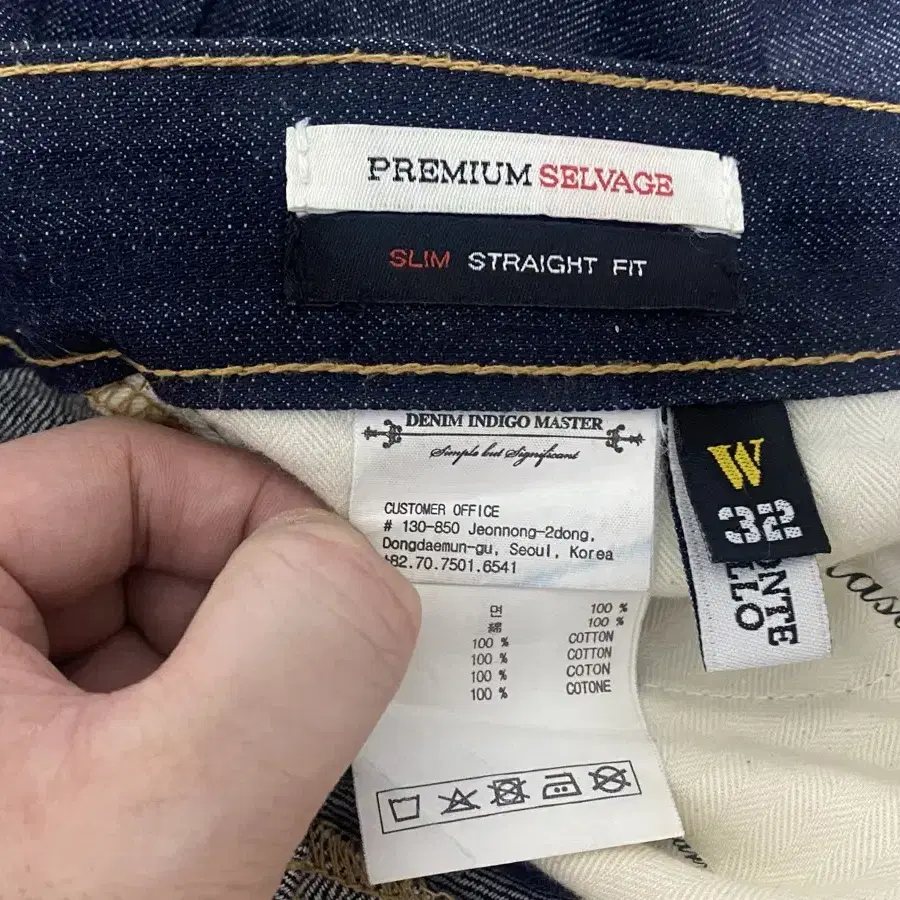 PREMIUM SELVAGE
SLIM STRAIGHT FIT
DENIM INDIGO MASTER
Simple but Significant
CUSTOMER OFFICE
# 130-850 Jeonnong-2dong,
Dongdaemun-gu, Seoul, Korea
+82.70.7501.6541
면 100 %
綿 100 %
100 % COTTON
100 % COTTON
100 % COTON
100 % COTONE
W
32